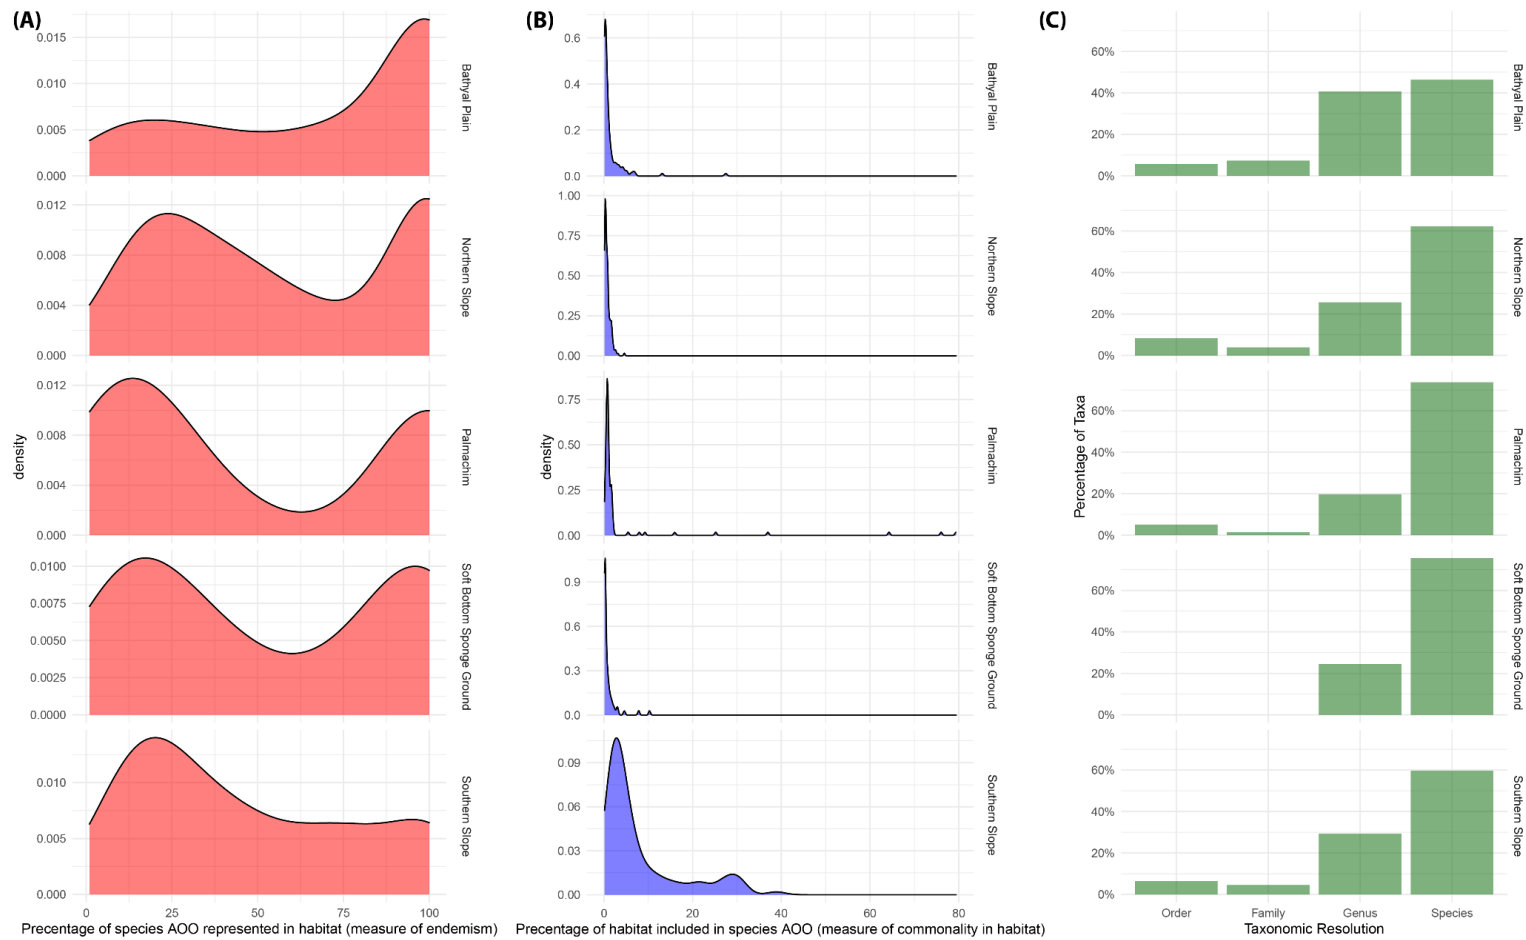 (A)
0.015
0.010
0.005
0.000
Bathyal Plain
0.012
0.008
0.004
0.000
Northern Slope
0.012
0.008
0.004
0.000
Palmachim
0.0100
0.0075
0.0050
0.0025
0.0000
Soft Bottom Sponge Ground
0.010
0.005
0.000
Southern Slope
density
0 25 50 75 100
Precentage of species AOO represented in habitat (measure of endemism)
(B)
0.6
0.4
0.2
0.0
Bathyal Plain
1.00
0.75
0.50
0.25
0.00
Northern Slope
0.75
0.50
0.25
0.00
Palmachim
0.9
0.6
0.3
0.0
Soft Bottom Sponge Ground
0.09
0.06
0.03
0.00
Southern Slope
density
0 20 40 60 80
Precentage of habitat included in species AOO (measure of commonality in habitat)
(C)
60%
40%
20%
0%
Bathyal Plain
60%
40%
20%
0%
Northern Slope
60%
40%
20%
0%
Palmachim
60%
40%
20%
0%
Soft Bottom Sponge Ground
60%
40%
20%
0%
Southern Slope
Percentage of Taxa
Order Family Genus Species
Taxonomic Resolution